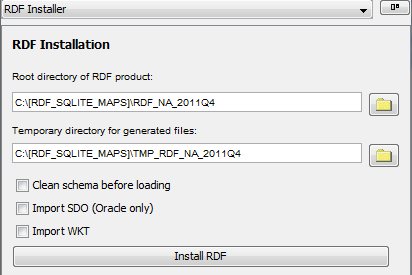 RDF Installer
RDF Installation
Root directory of RDF product:
C:\[RDF_SQLITE_MAPS]\RDF_NA_2011Q4
Temporary directory for generated files:
C:\[RDF_SQLITE_MAPS]\TMP_RDF_NA_2011Q4
Clean schema before loading
Import SDO (Oracle only)
Import WKT
Install RDF